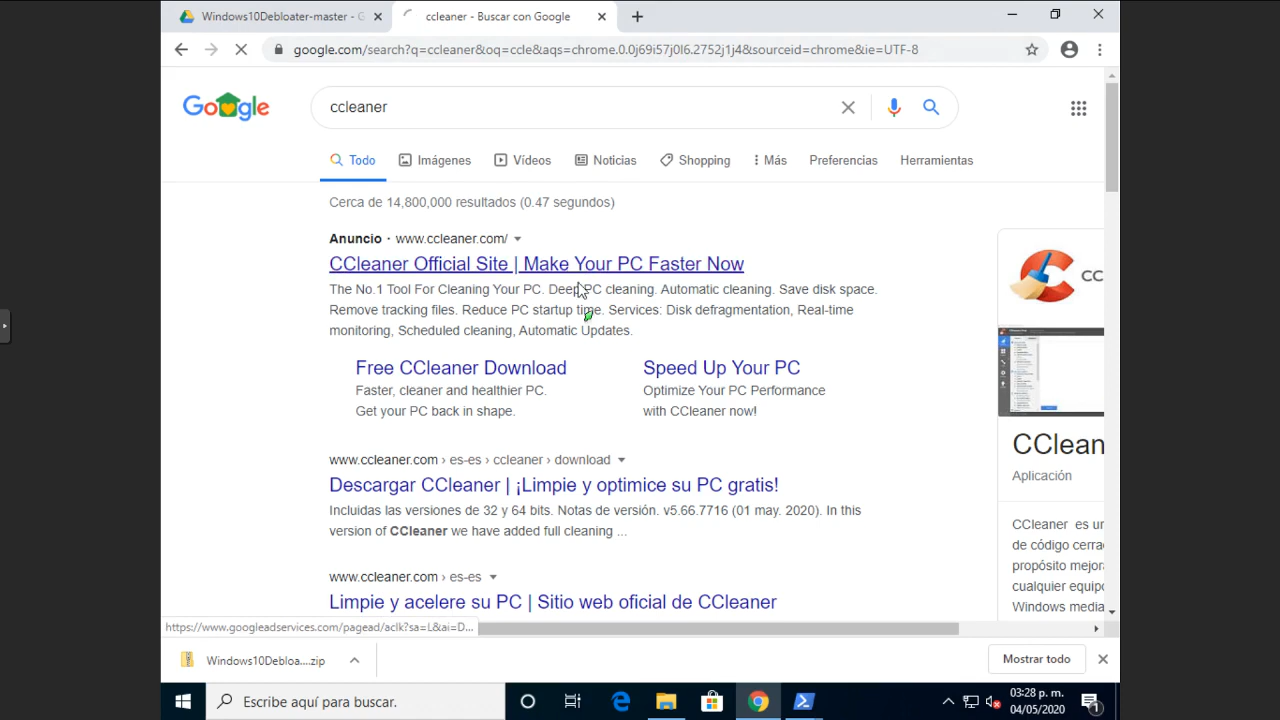 Windows10Debloater-master - G
ccleaner - Buscar con Google
google.com/search?q=ccleaner&oq=ccle&aqs=chrome.0.0j69i57j0l6.2752j1j4&sourceid=chrome&ie=UTF-8
Google
ccleaner
Todo
Imágenes
Vídeos
Noticias
Shopping
Más
Preferencias
Herramientas
Cerca de 14,800,000 resultados (0.47 segundos)
Anuncio · www.ccleaner.com/
CCleaner Official Site | Make Your PC Faster Now
The No.1 Tool For Cleaning Your PC. Deep PC cleaning. Automatic cleaning. Save disk space.
Remove tracking files. Reduce PC startup time. Services: Disk defragmentation, Real-time
monitoring, Scheduled cleaning, Automatic Updates.
Free CCleaner Download
Faster, cleaner and healthier PC.
Get your PC back in shape.
Speed Up Your PC
Optimize Your PC Performance
with CCleaner now!
www.ccleaner.com › es-es › ccleaner › download
Descargar CCleaner | ¡Limpie y optimice su PC gratis!
Incluidas las versiones de 32 y 64 bits. Notas de versión. v5.66.7716 (01 may. 2020). In this
version of CCleaner we have added full cleaning ...
www.ccleaner.com › es-es
Limpie y acelere su PC | Sitio web oficial de CCleaner
CC
CClean
Aplicación
CCleaner es un
de código cerra
propósito mejor
cualquier equip
Windows media
https://www.googleadservices.com/pagead/aclk?sa=L&ai=D...
Windows10Debloa....zip
Mostrar todo
Escribe aquí para buscar.
03:28 p. m.
04/05/2020
1